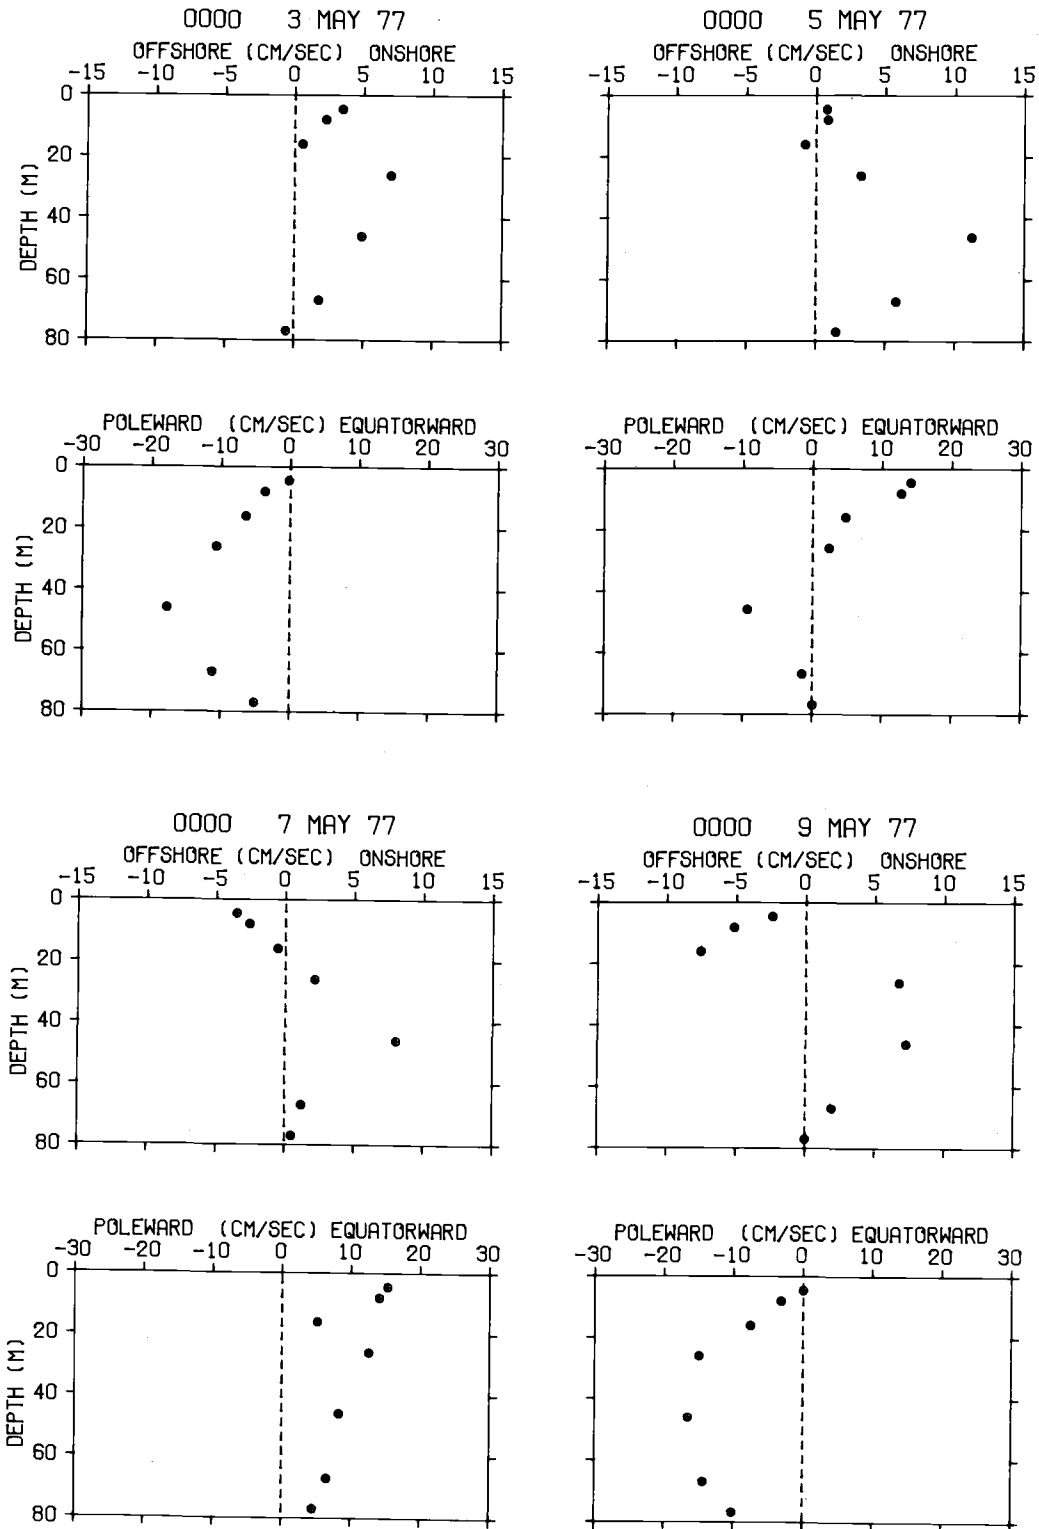 0000 3 MAY 77
OFFSHORE (CM/SEC) ONSHORE
-15 -10 -5 0 5 10 15
0
20
40
60
80
DEPTH (M)
POLEWARD (CM/SEC) EQUATORWARD
-30 -20 -10 0 10 20 30
0
20
40
60
80
DEPTH (M)
0000 5 MAY 77
OFFSHORE (CM/SEC) ONSHORE
-15 -10 -5 0 5 10 15
POLEWARD (CM/SEC) EQUATORWARD
-30 -20 -10 0 10 20 30
0000 7 MAY 77
OFFSHORE (CM/SEC) ONSHORE
-15 -10 -5 0 5 10 15
0
20
40
60
80
DEPTH (M)
POLEWARD (CM/SEC) EQUATORWARD
-30 -20 -10 0 10 20 30
0
20
40
60
80
DEPTH (M)
0000 9 MAY 77
OFFSHORE (CM/SEC) ONSHORE
-15 -10 -5 0 5 10 15
POLEWARD (CM/SEC) EQUATORWARD
-30 -20 -10 0 10 20 30